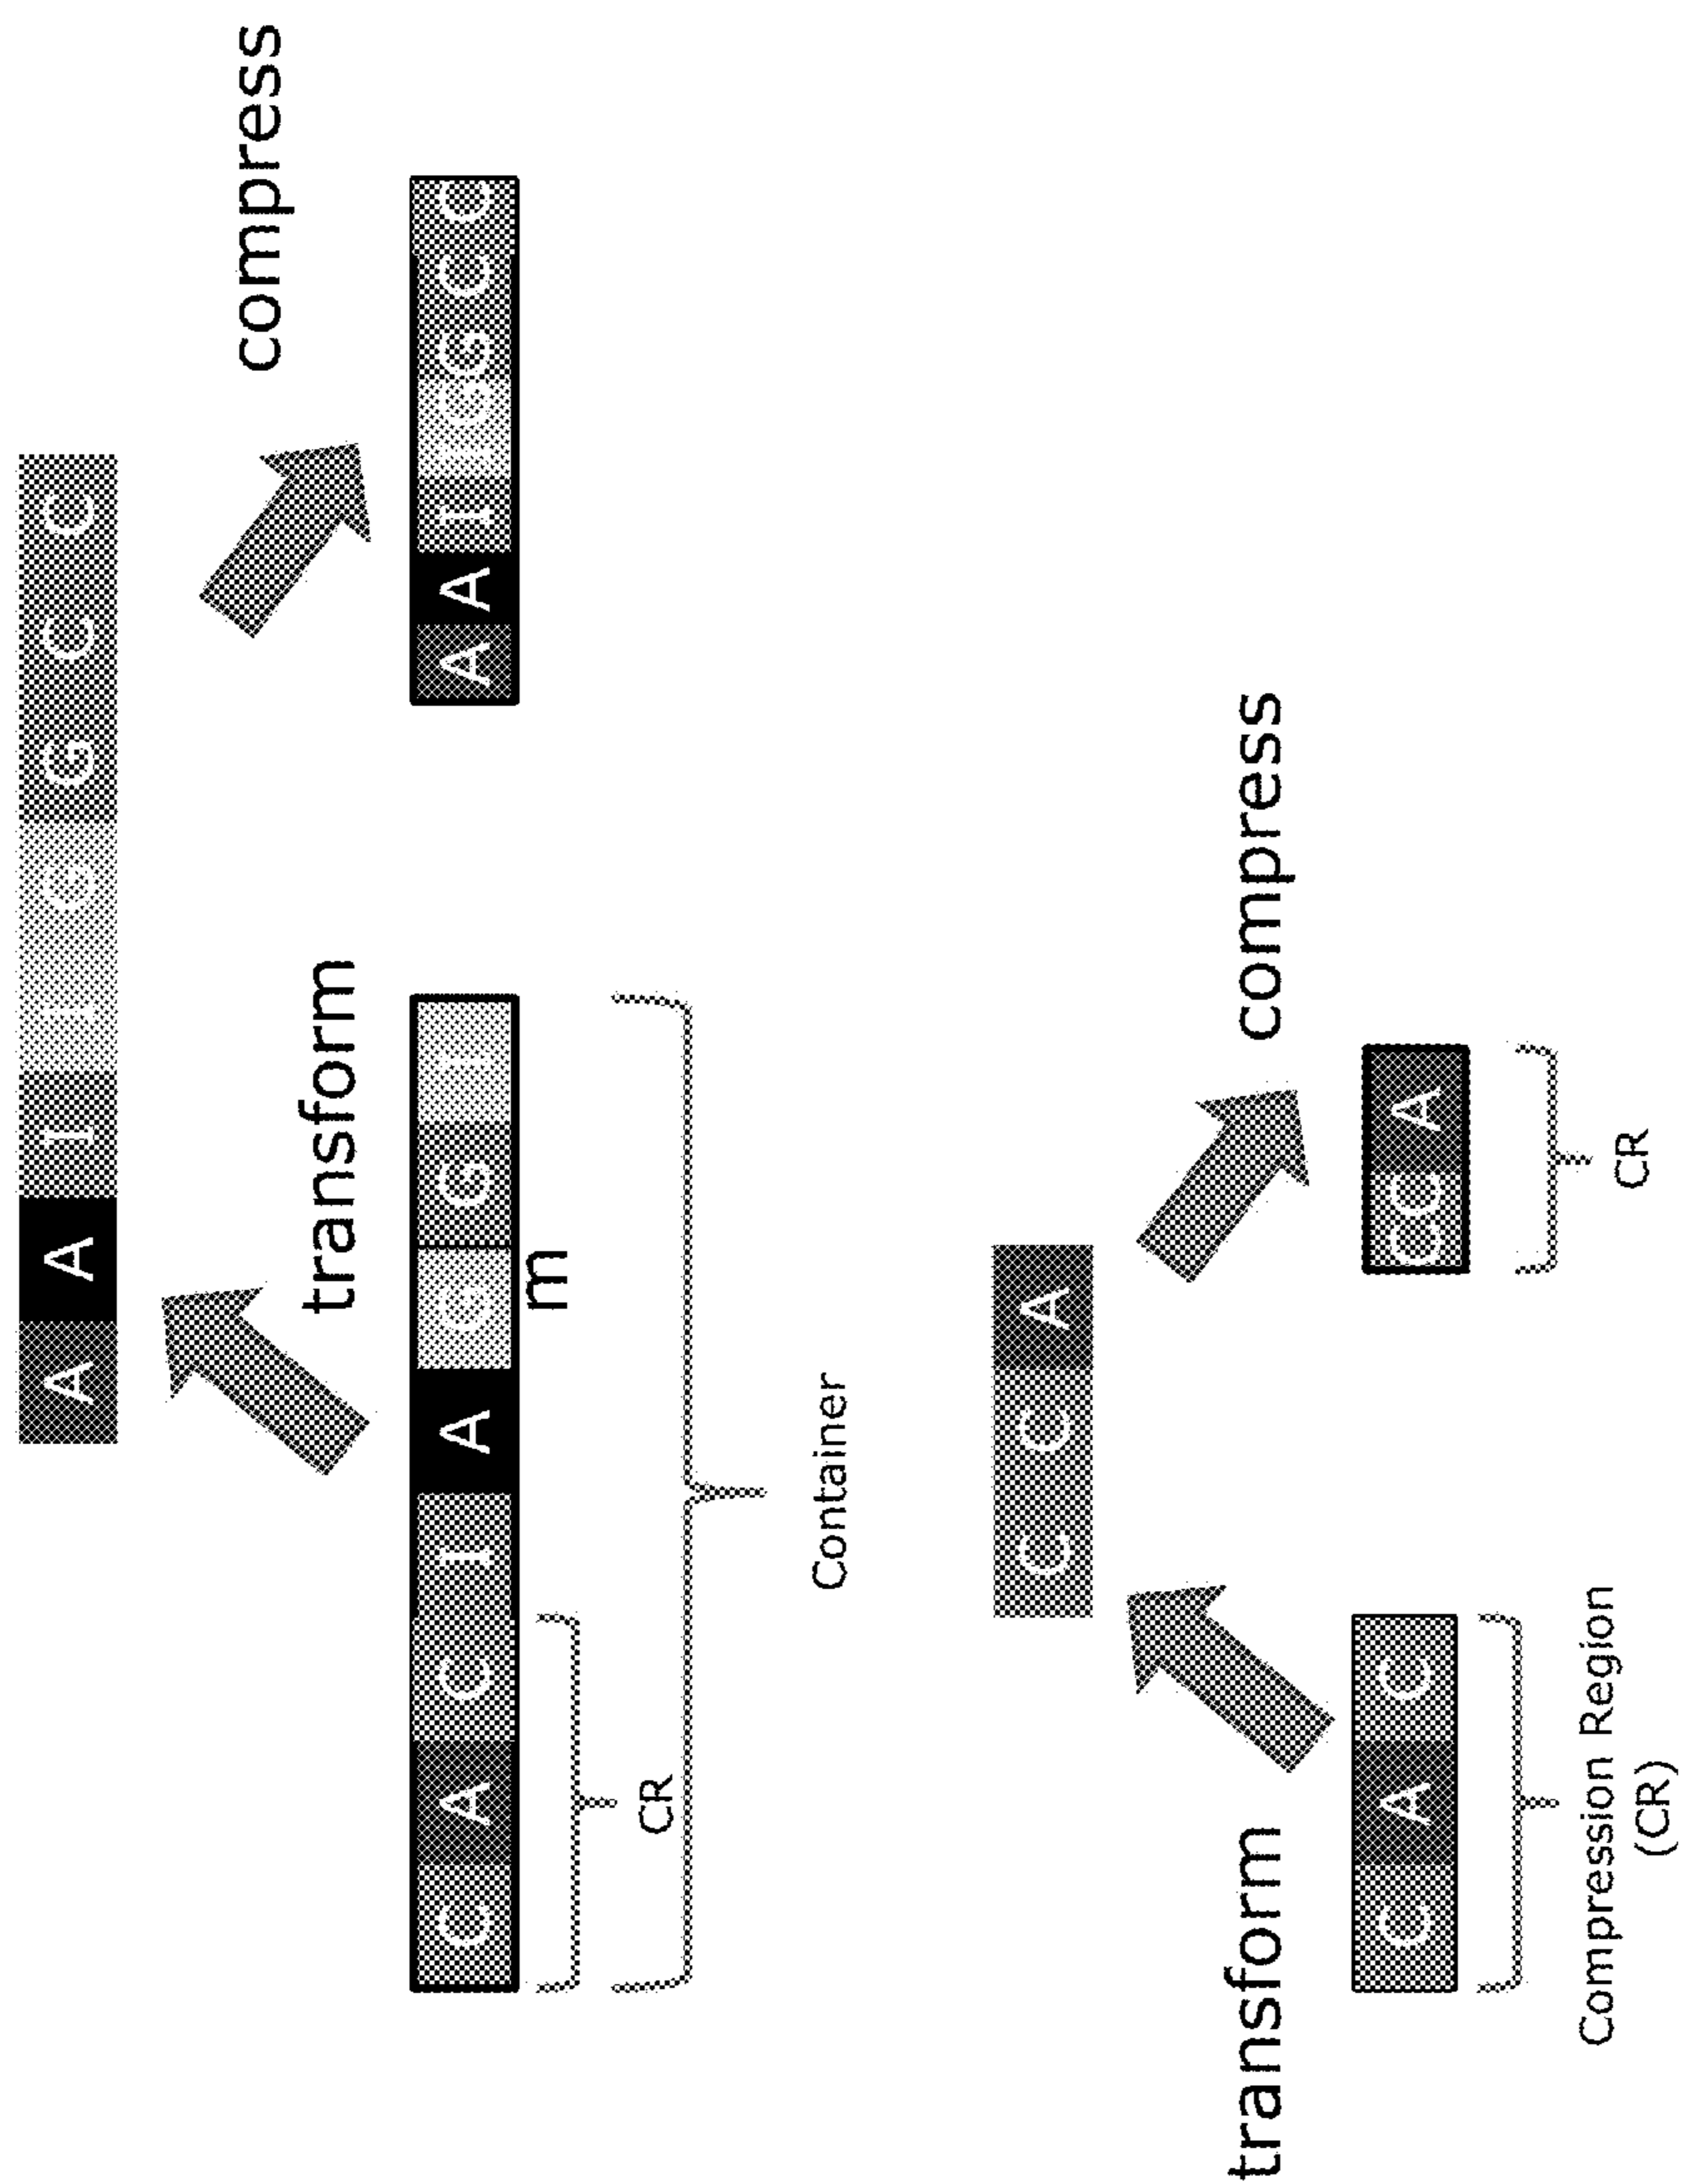 A A I I G G C C
compress
transform
C A C I A G G I
A A I I G G C C
m
CR
Container
C C A
transform
compress
C A C
CC A
Compression Region
(CR)
CR